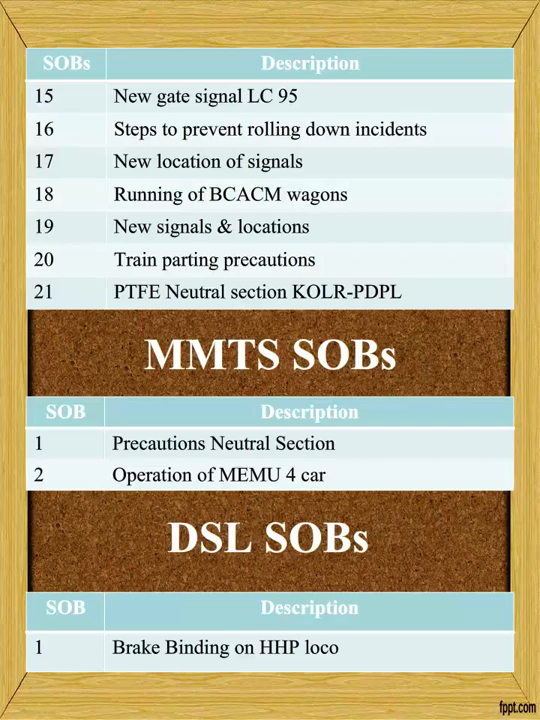 SOBs Description
15 New gate signal LC 95
16 Steps to prevent rolling down incidents
17 New location of signals
18 Running of BCACM wagons
19 New signals & locations
20 Train parting precautions
21 PTFE Neutral section KOLR-PDPL
MMTS SOBs
SOB Description
1 Precautions Neutral Section
2 Operation of MEMU 4 car
DSL SOBs
SOB Description
1 Brake Binding on HHP loco
fppt.com